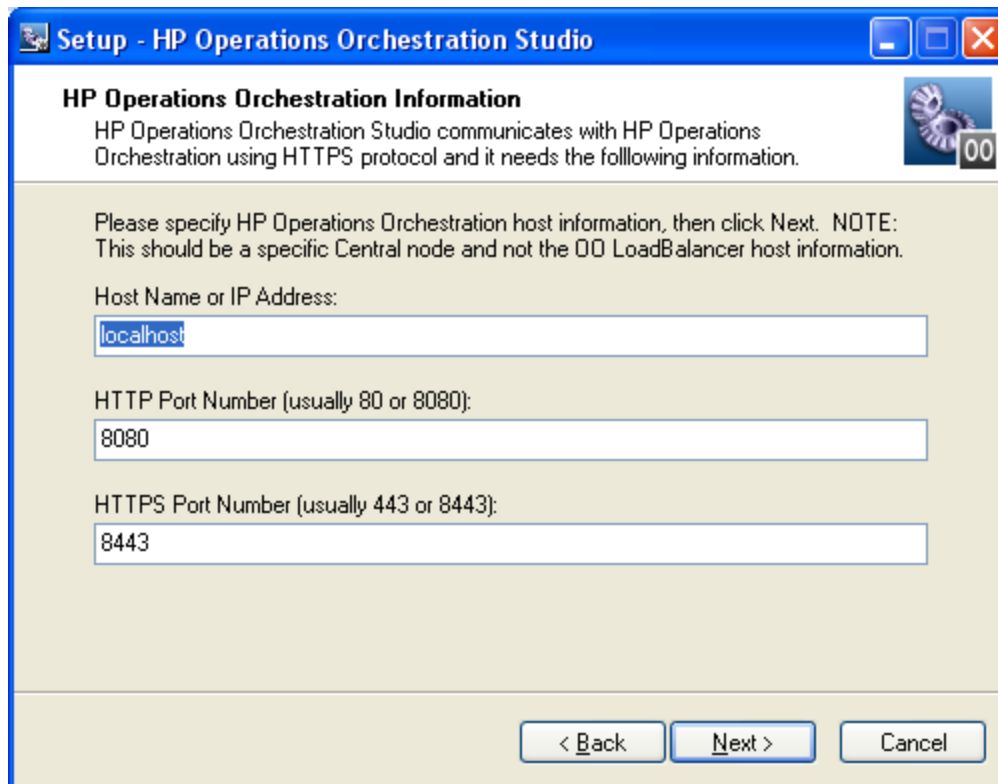 Setup - HP Operations Orchestration Studio
HP Operations Orchestration Information
HP Operations Orchestration Studio communicates with HP Operations
Orchestration using HTTPS protocol and it needs the folllowing information.
OO
Please specify HP Operations Orchestration host information, then click Next.  NOTE:
This should be a specific Central node and not the OO LoadBalancer host information.
Host Name or IP Address:
localhost
HTTP Port Number (usually 80 or 8080):
8080
HTTPS Port Number (usually 443 or 8443):
8443
< Back
Next >
Cancel